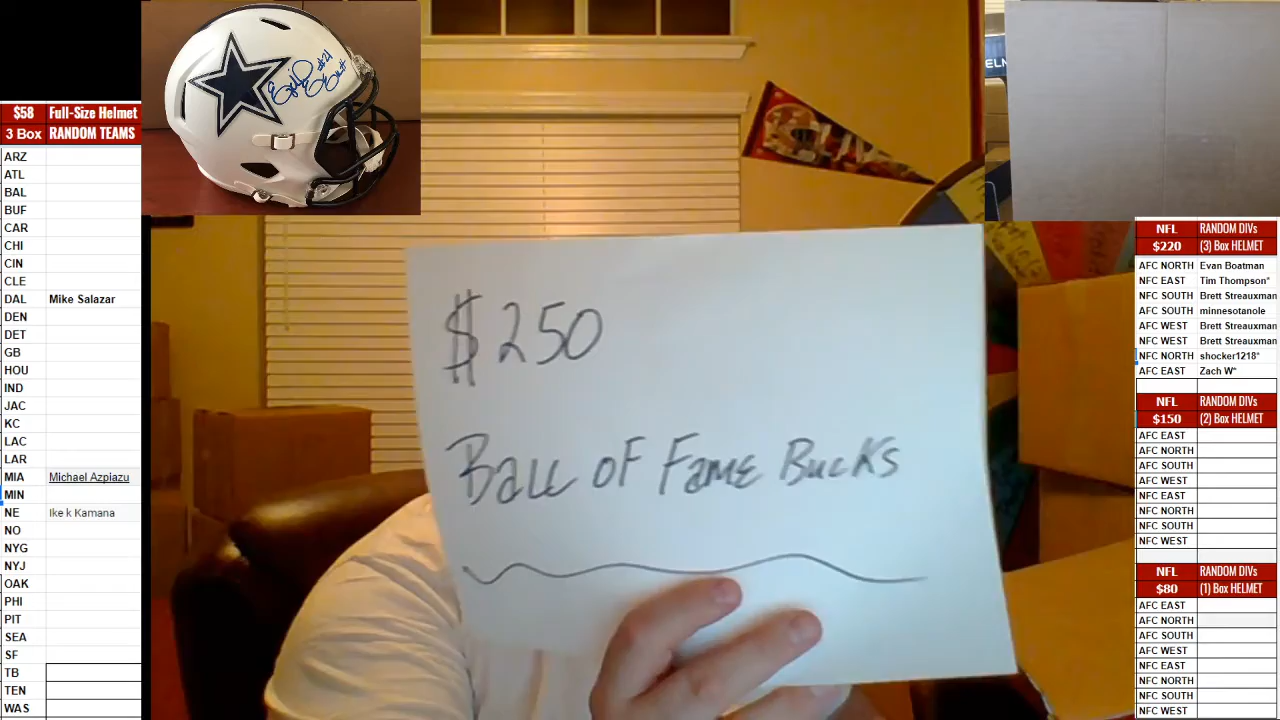 $58 Full-Size Helmet
3 Box RANDOM TEAMS
ARZ
ATL
BAL
BUF
CAR
CHI
CIN
CLE
DAL Mike Salazar
DEN
DET
GB
HOU
IND
JAC
KC
LAC
LAR
MIA Michael Azpiazu
MIN
NE Ike k Kamana
NO
NYG
NYJ
OAK
PHI
PIT
SEA
SF
TB
TEN
WAS
#21
$250
Ball of Fame Bucks
NFL RANDOM DIVs
$220 (3) Box HELMET
AFC NORTH Evan Boatman
NFC EAST Tim Thompson*
NFC SOUTH Brett Streauxman
AFC SOUTH minnesotanole
AFC WEST Brett Streauxman
NFC WEST Brett Streauxman
NFC NORTH shocker1218*
AFC EAST Zach W*
NFL RANDOM DIVs
$150 (2) Box HELMET
AFC EAST
AFC NORTH
AFC SOUTH
AFC WEST
NFC EAST
NFC NORTH
NFC SOUTH
NFC WEST
NFL RANDOM DIVs
$80 (1) Box HELMET
AFC EAST
AFC NORTH
AFC SOUTH
AFC WEST
NFC EAST
NFC NORTH
NFC SOUTH
NFC WEST